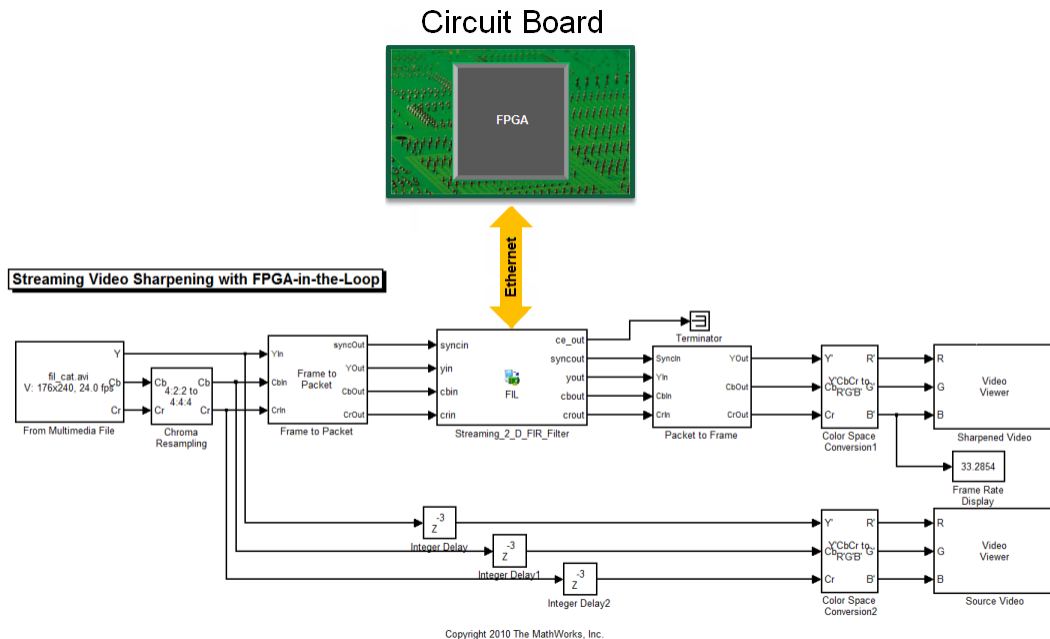 Circuit Board
FPGA
Ethernet
Streaming Video Sharpening with FPGA-in-the-Loop
fil_cat.avi
V: 176x240, 24.0 fps
Y
Cb
Cr
From Multimedia File
Cb
Cr
4:2:2 to
4:4:4
Cb
Cr
Chroma
Resampling
YIn
CbIn
CrIn
Frame to
Packet
syncOut
YOut
CbOut
CrOut
Frame to Packet
syncin
yin
cbin
crin
FIL
ce_out
syncout
yout
cbout
crout
Streaming_2_D_FIR_Filter
Terminator
SyncIn
YIn
CbIn
CrIn
YOut
CbOut
CrOut
Packet to Frame
Y'
Cb
Cr
Y'CbCr to
R'G'B'
R'
G'
B'
Color Space
Conversion1
R
G
B
Video
Viewer
Sharpened Video
33.2854
Frame Rate
Display
-3
Z
Integer Delay
-3
Z
Integer Delay1
-3
Z
Integer Delay2
Y'
Cb
Cr
Y'CbCr to
R'G'B'
R'
G'
B'
Color Space
Conversion2
R
G
B
Video
Viewer
Source Video
Copyright 2010 The MathWorks, Inc.